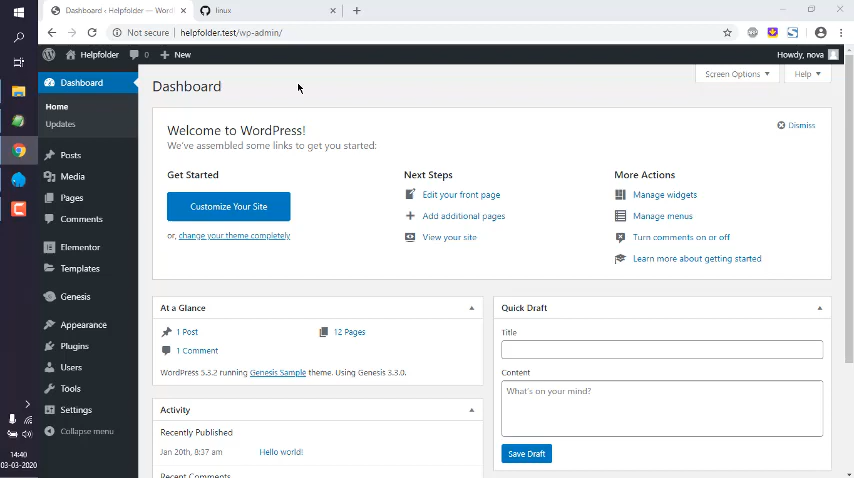 Dashboard ‹ Helpfolder — Word
linux
Not secure
helpfolder.test/wp-admin/
Helpfolder
0
New
Howdy, nova
Dashboard
Home
Updates
Posts
Media
Pages
Comments
Elementor
Templates
Genesis
Appearance
Plugins
Users
Tools
Settings
Collapse menu
Dashboard
Screen Options
Help
Welcome to WordPress!
We've assembled some links to get you started:
Dismiss
Get Started
Customize Your Site
or, change your theme completely
Next Steps
Edit your front page
Add additional pages
View your site
More Actions
Manage widgets
Manage menus
Turn comments on or off
Learn more about getting started
At a Glance
1 Post
12 Pages
1 Comment
WordPress 5.3.2 running Genesis Sample theme. Using Genesis 3.3.0.
Activity
Recently Published
Jan 20th, 8:37 am
Hello world!
Recent Comments
Quick Draft
Title
Content
What's on your mind?
Save Draft
14:40
03-03-2020